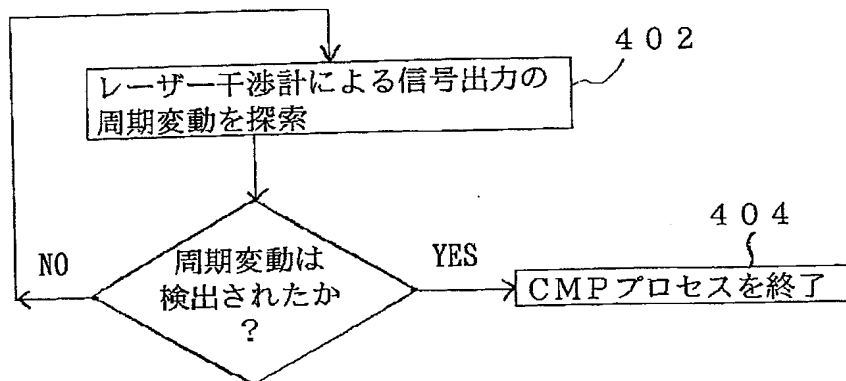 402
レーザー干渉計による信号出力の
周期変動を探索
404
NO
周期変動は
検出されたか
?
YES
CMPプロセスを終了